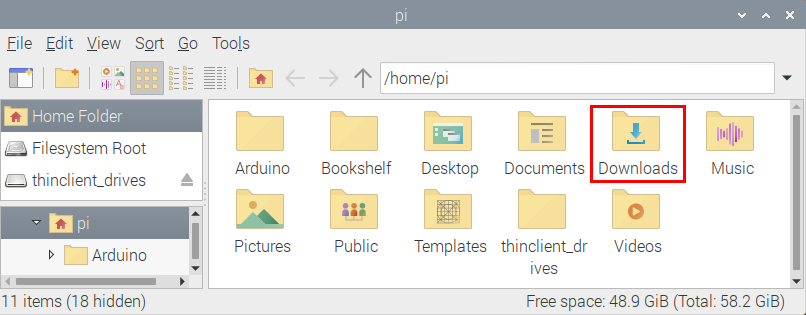 pi
File Edit View Sort Go Tools
/home/pi
Home Folder
Filesystem Root
thinclient_drives
pi
Arduino
Arduino Bookshelf Desktop Documents Downloads Music
Pictures Public Templates thinclient_dr Videos
ives
11 items (18 hidden) Free space: 48.9 GiB (Total: 58.2 GiB)